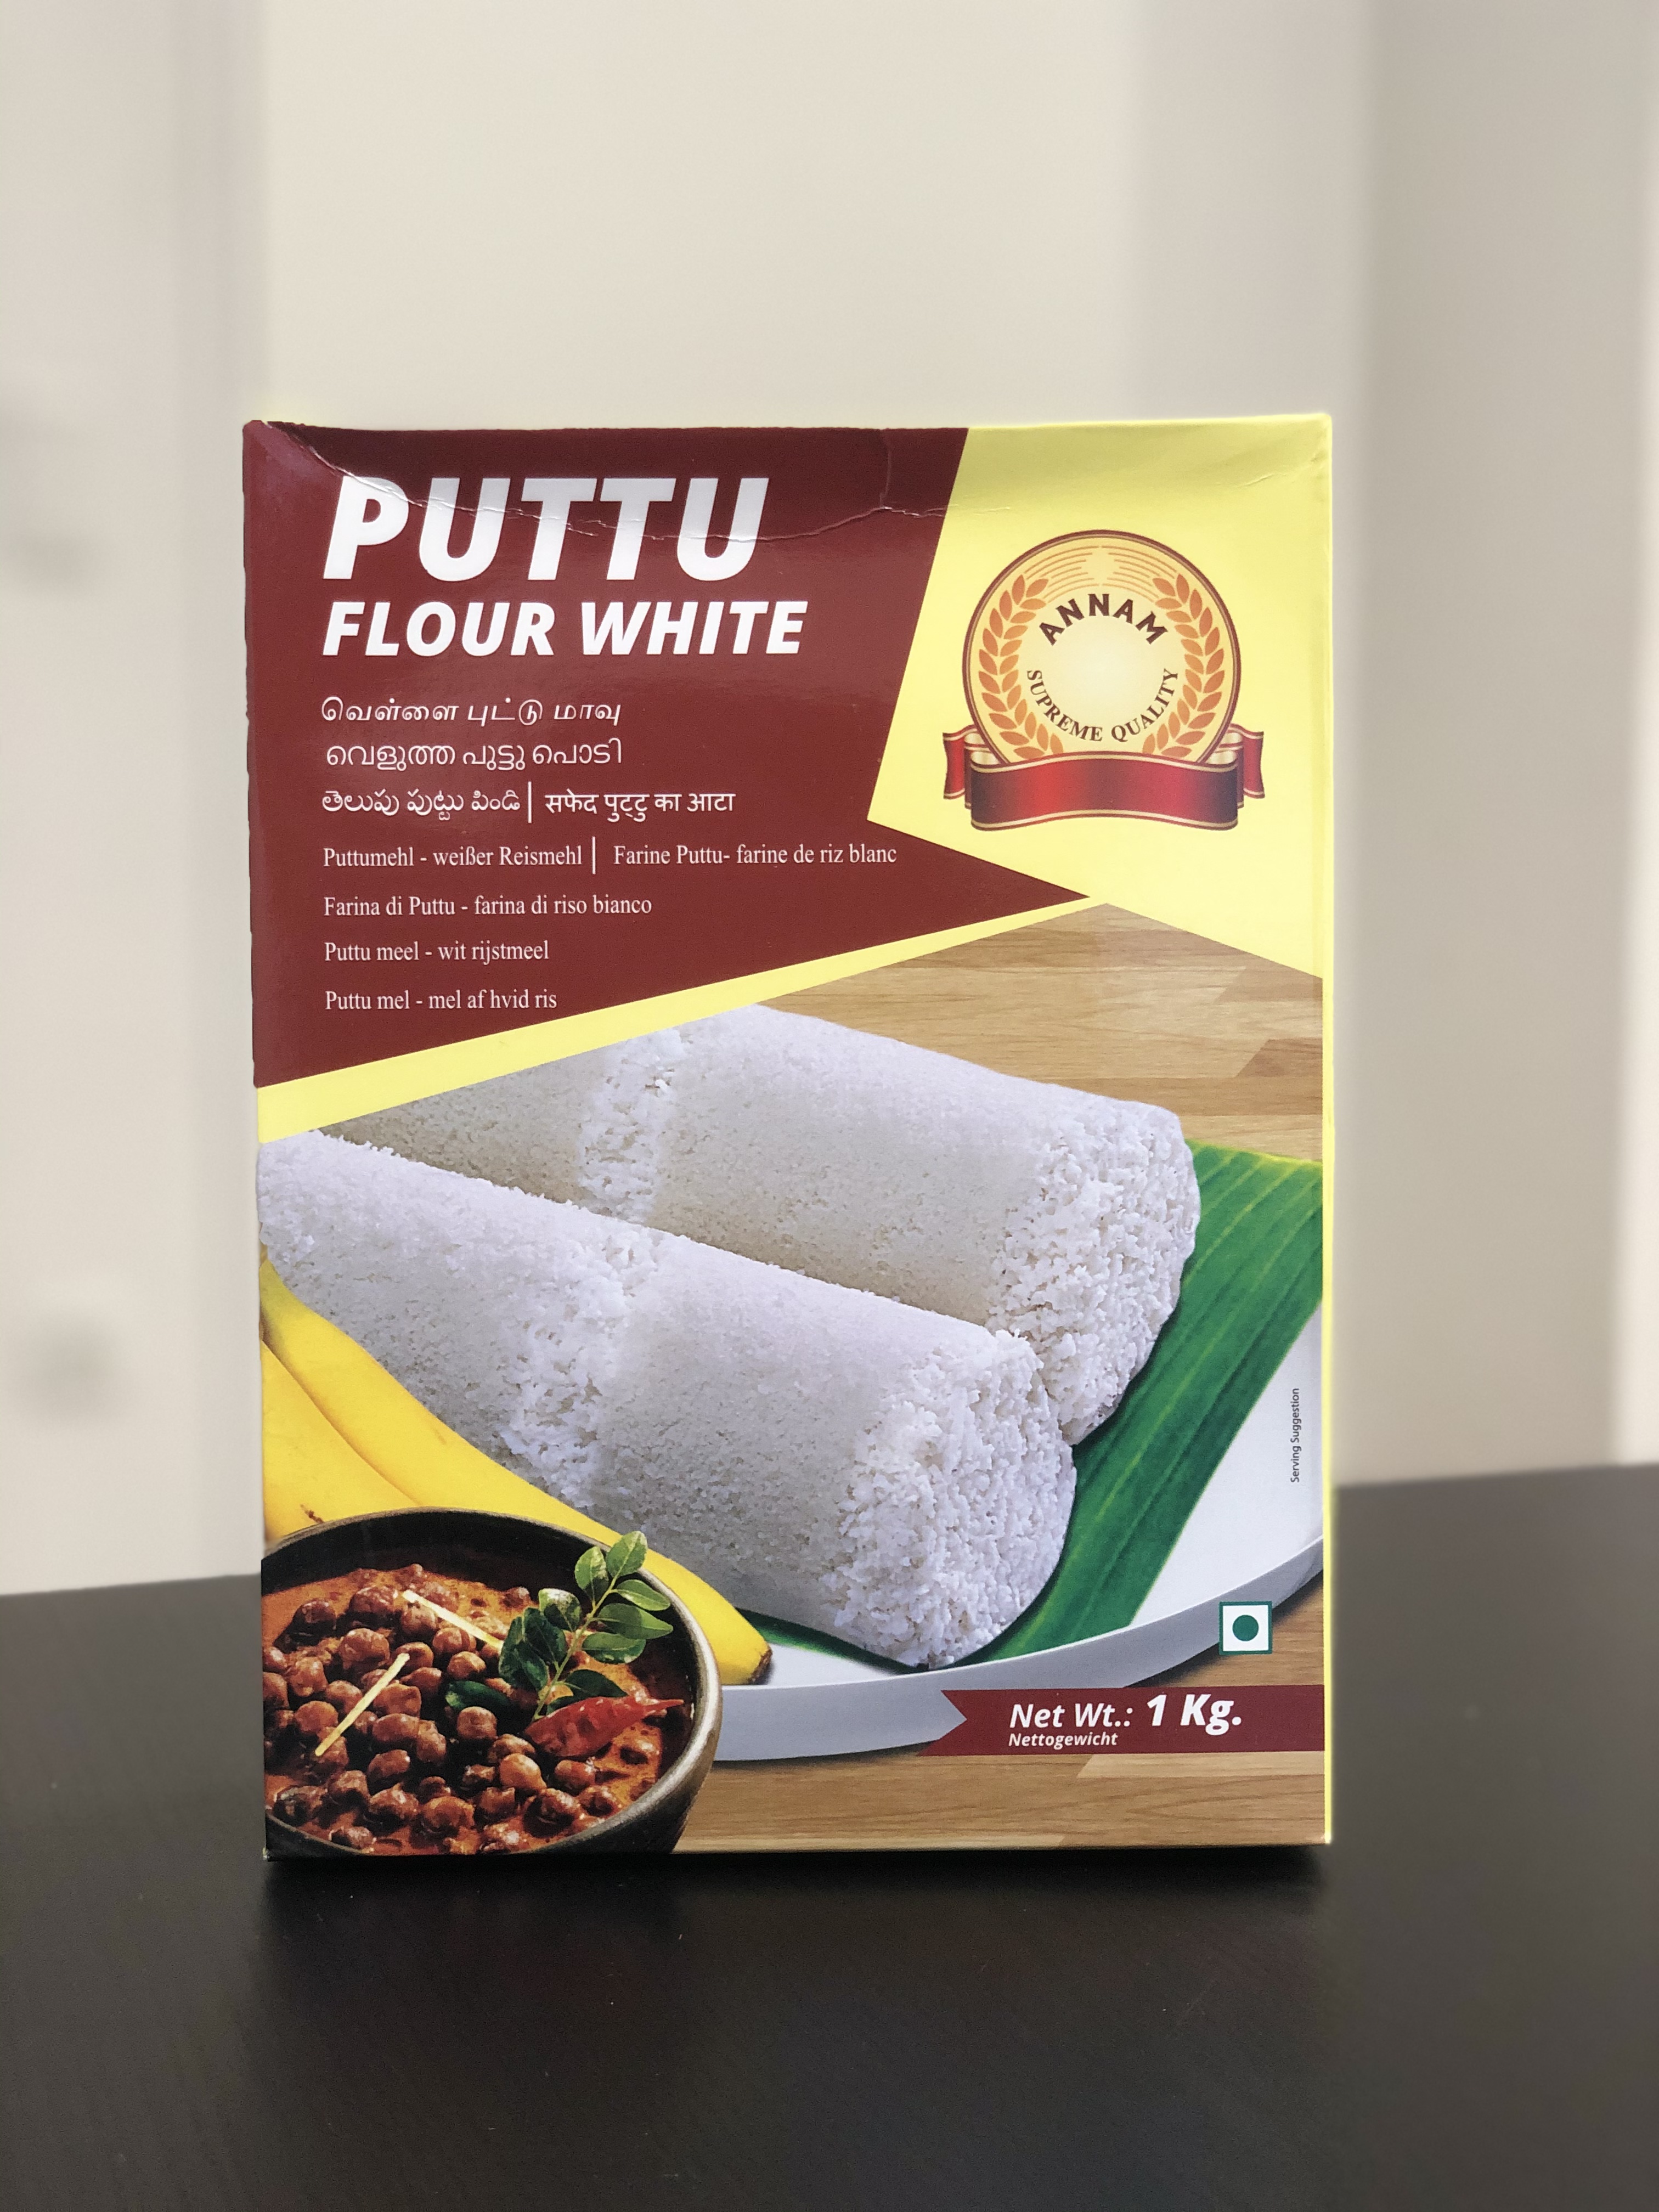 PUTTU
FLOUR WHITE
வெள்ளை புட்டு மாவு
വെളുത്ത പുട്ടു പൊടി
తెలుపు పుట్టు పిండి | सफेद पुट्टु का आटा
Puttumehl - weißer Reismehl | Farine Puttu- farine de riz blanc
Farina di Puttu - farina di riso bianco
Puttu meel - wit rijstmeel
Puttu mel - mel af hvid ris
ANNAM
SUPREME QUALITY
Serving Suggestion
Net Wt.: 1 Kg.
Nettogewicht